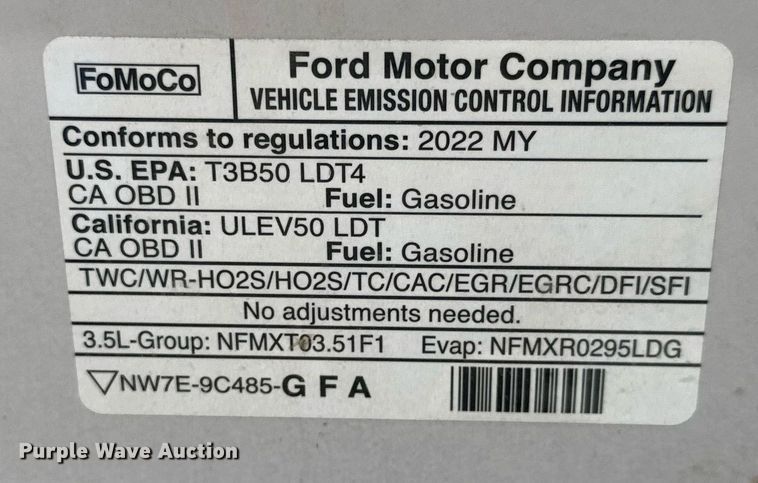 FoMoCo
Ford Motor Company
VEHICLE EMISSION CONTROL INFORMATION
Conforms to regulations: 2022 MY
U.S. EPA: T3B50 LDT4
CA OBD II Fuel: Gasoline
California: ULEV50 LDT
CA OBD II Fuel: Gasoline
TWC/WR-HO2S/HO2S/TC/CAC/EGR/EGRC/DFI/SFI
No adjustments needed.
3.5L-Group: NFMXT03.51F1 Evap: NFMXR0295LDG
▽NW7E-9C485-G F A
Purple Wave Auction